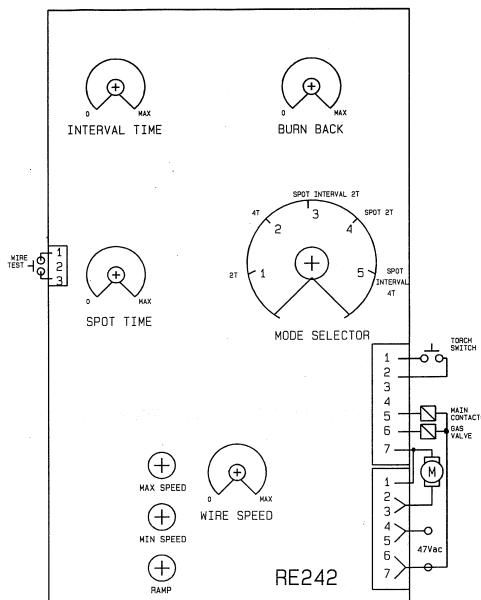 0 MAX
INTERVAL TIME
0 MAX
BURN BACK
SPOT INTERVAL 2T
4T
3
SPOT 2T
2
4
WIRE
TEST
1
2
3
2T
1
5
SPOT
INTERVAL
4T
0 MAX
SPOT TIME
MODE SELECTOR
TORCH
SWITCH
1
2
3
4
5
6
7
MAIN
CONTACTO
GAS
VALVE
M
1
2
3
4
5
6
7
47Vac
MAX SPEED
0 MAX
WIRE SPEED
MIN SPEED
RAMP
RE242